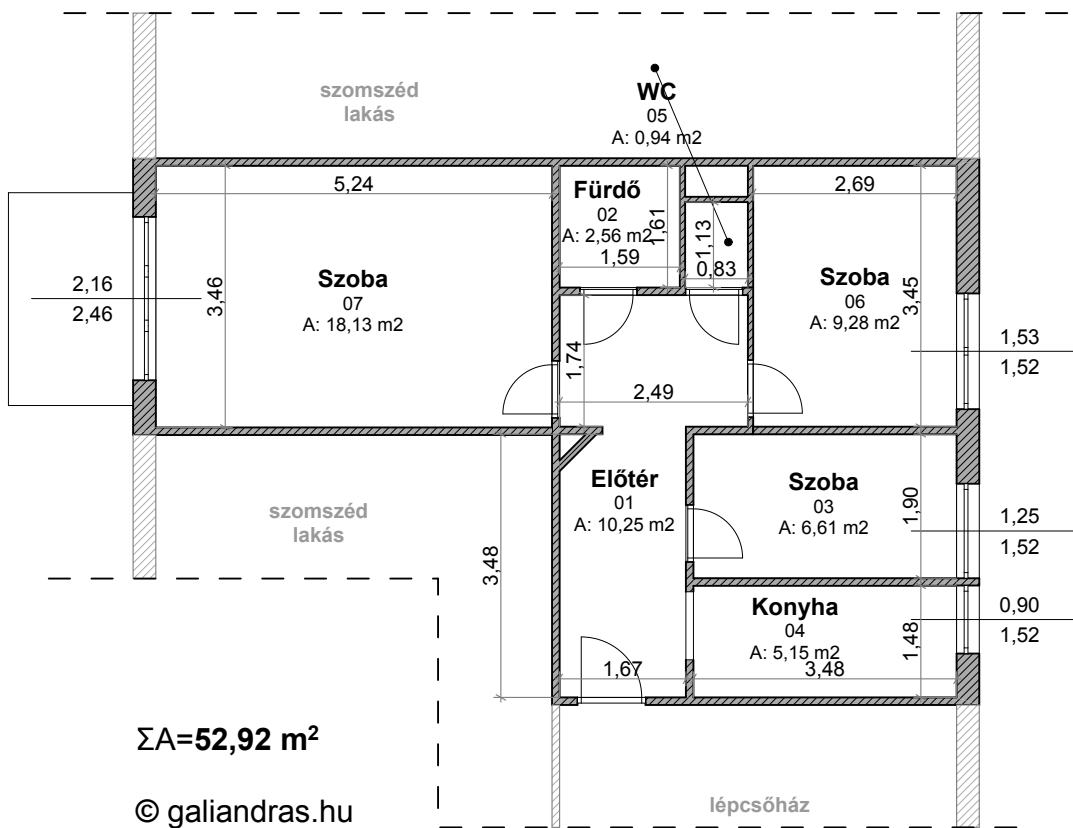 szomszéd
lakás
WC
05
A: 0,94 m2
5,24
Fürdő
02
A: 2,56 m2
1,61
1,59
1,13
0,83
2,69
2,16
2,46
3,46
Szoba
07
A: 18,13 m2
Szoba
06
A: 9,28 m2
3,45
1,53
1,52
1,74
2,49
szomszéd
lakás
3,48
Előtér
01
A: 10,25 m2
Szoba
03
A: 6,61 m2
1,90
1,25
1,52
Konyha
04
A: 5,15 m2
1,48
0,90
1,52
1,67
3,48
ΣA=52,92 m²
© galiandras.hu
lépcsőház